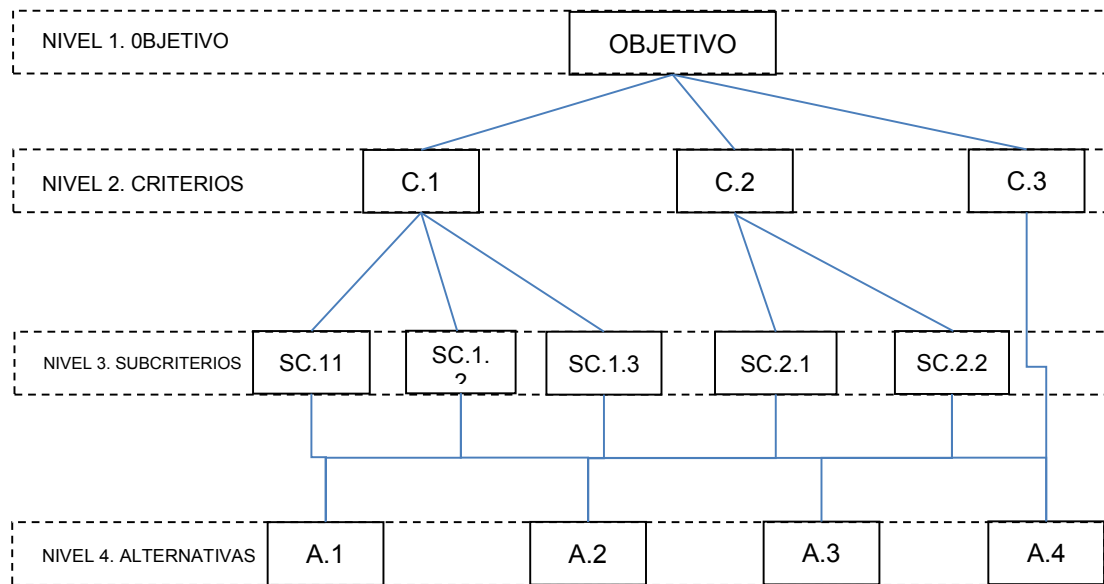 NIVEL 1. 0BJETIVO
OBJETIVO
NIVEL 2. CRITERIOS
C.1
C.2
C.3
NIVEL 3. SUBCRITERIOS
SC.11
SC.1.
2
SC.1.3
SC.2.1
SC.2.2
NIVEL 4. ALTERNATIVAS
A.1
A.2
A.3
A.4